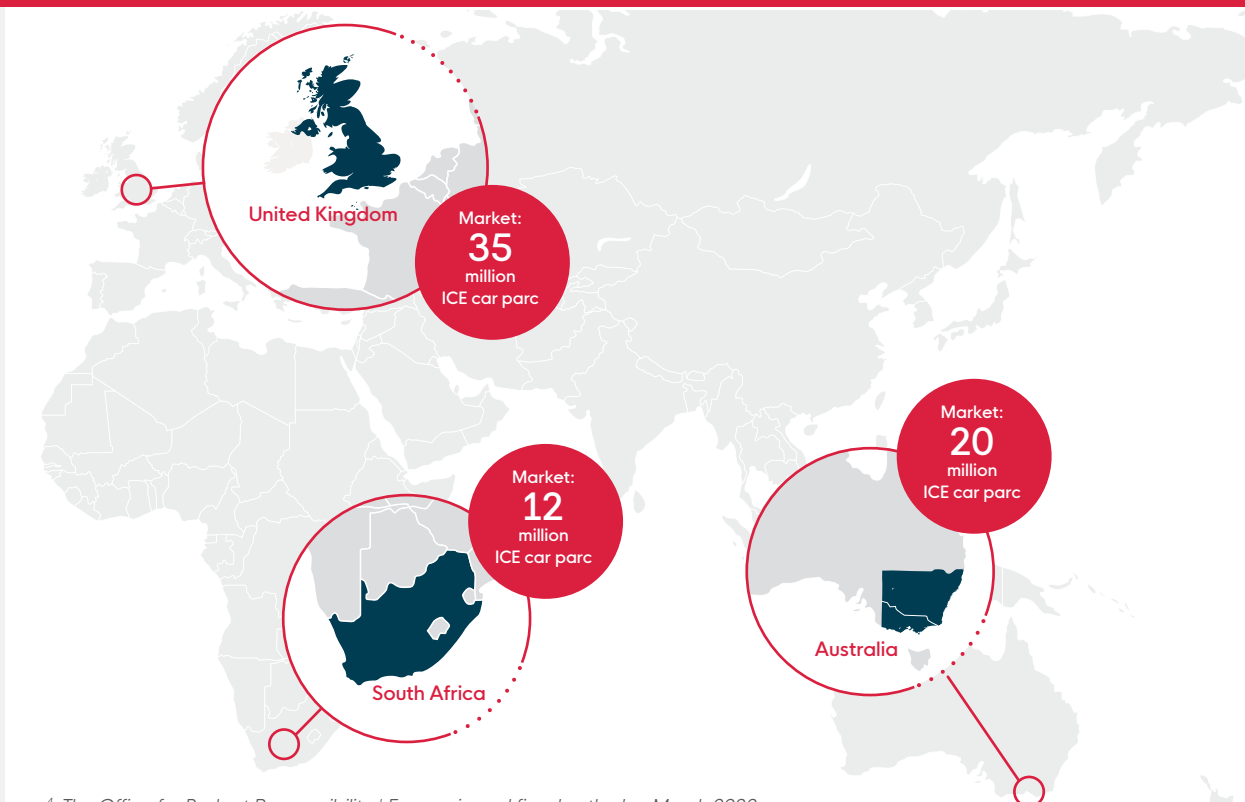 United Kingdom
Market:
35
million
ICE car parc
Market:
20
million
ICE car parc
Market:
12
million
ICE car parc
Australia
South Africa